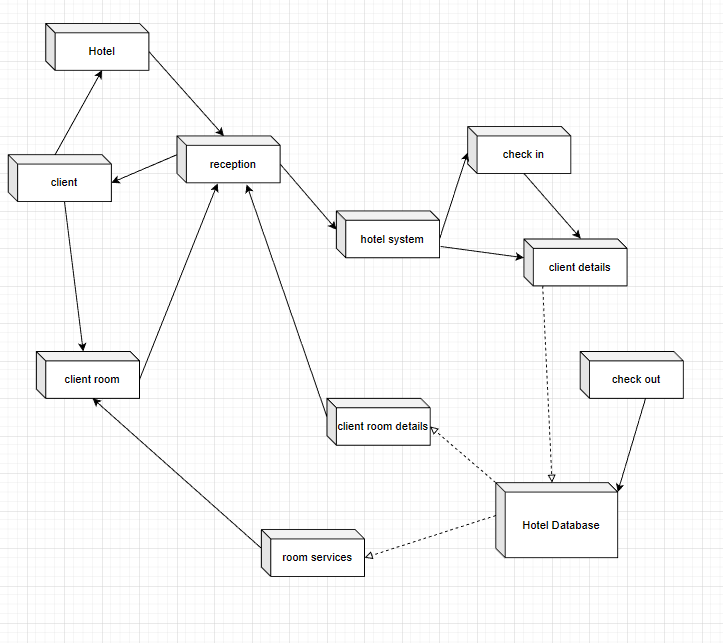 Hotel
check in
reception
client
hotel system
client details
client room
check out
client room details
Hotel Database
room services